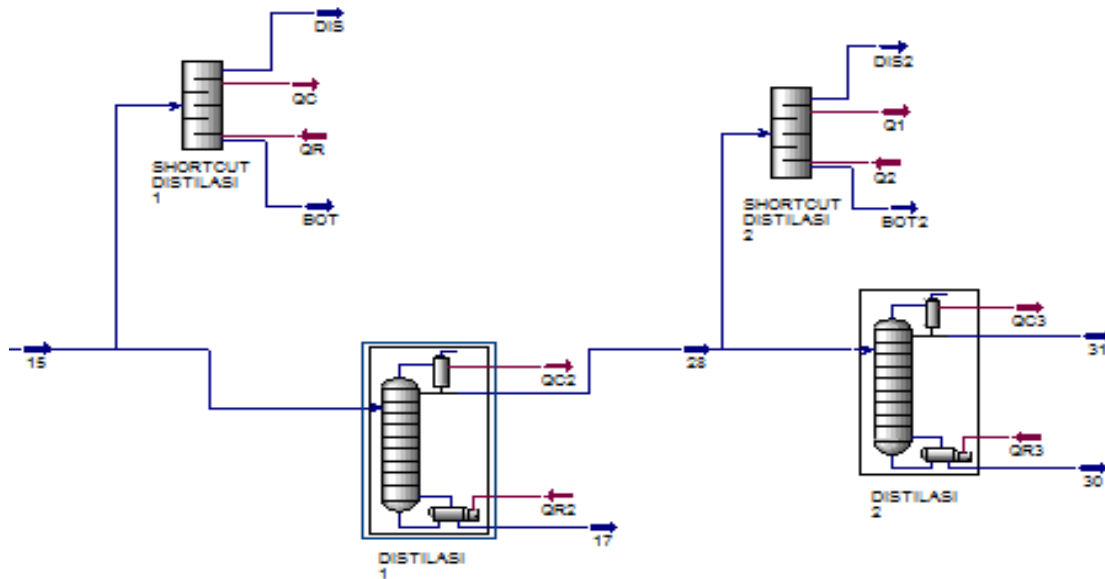 DIS
QC
QR
SHORTCUT
DISTILASI
1
BOT
DIS2
Q1
Q2
SHORTCUT
DISTILASI
2
BOT2
15
QC2
28
QR2
17
DISTILASI
1
QC3
31
QR3
30
DISTILASI
2